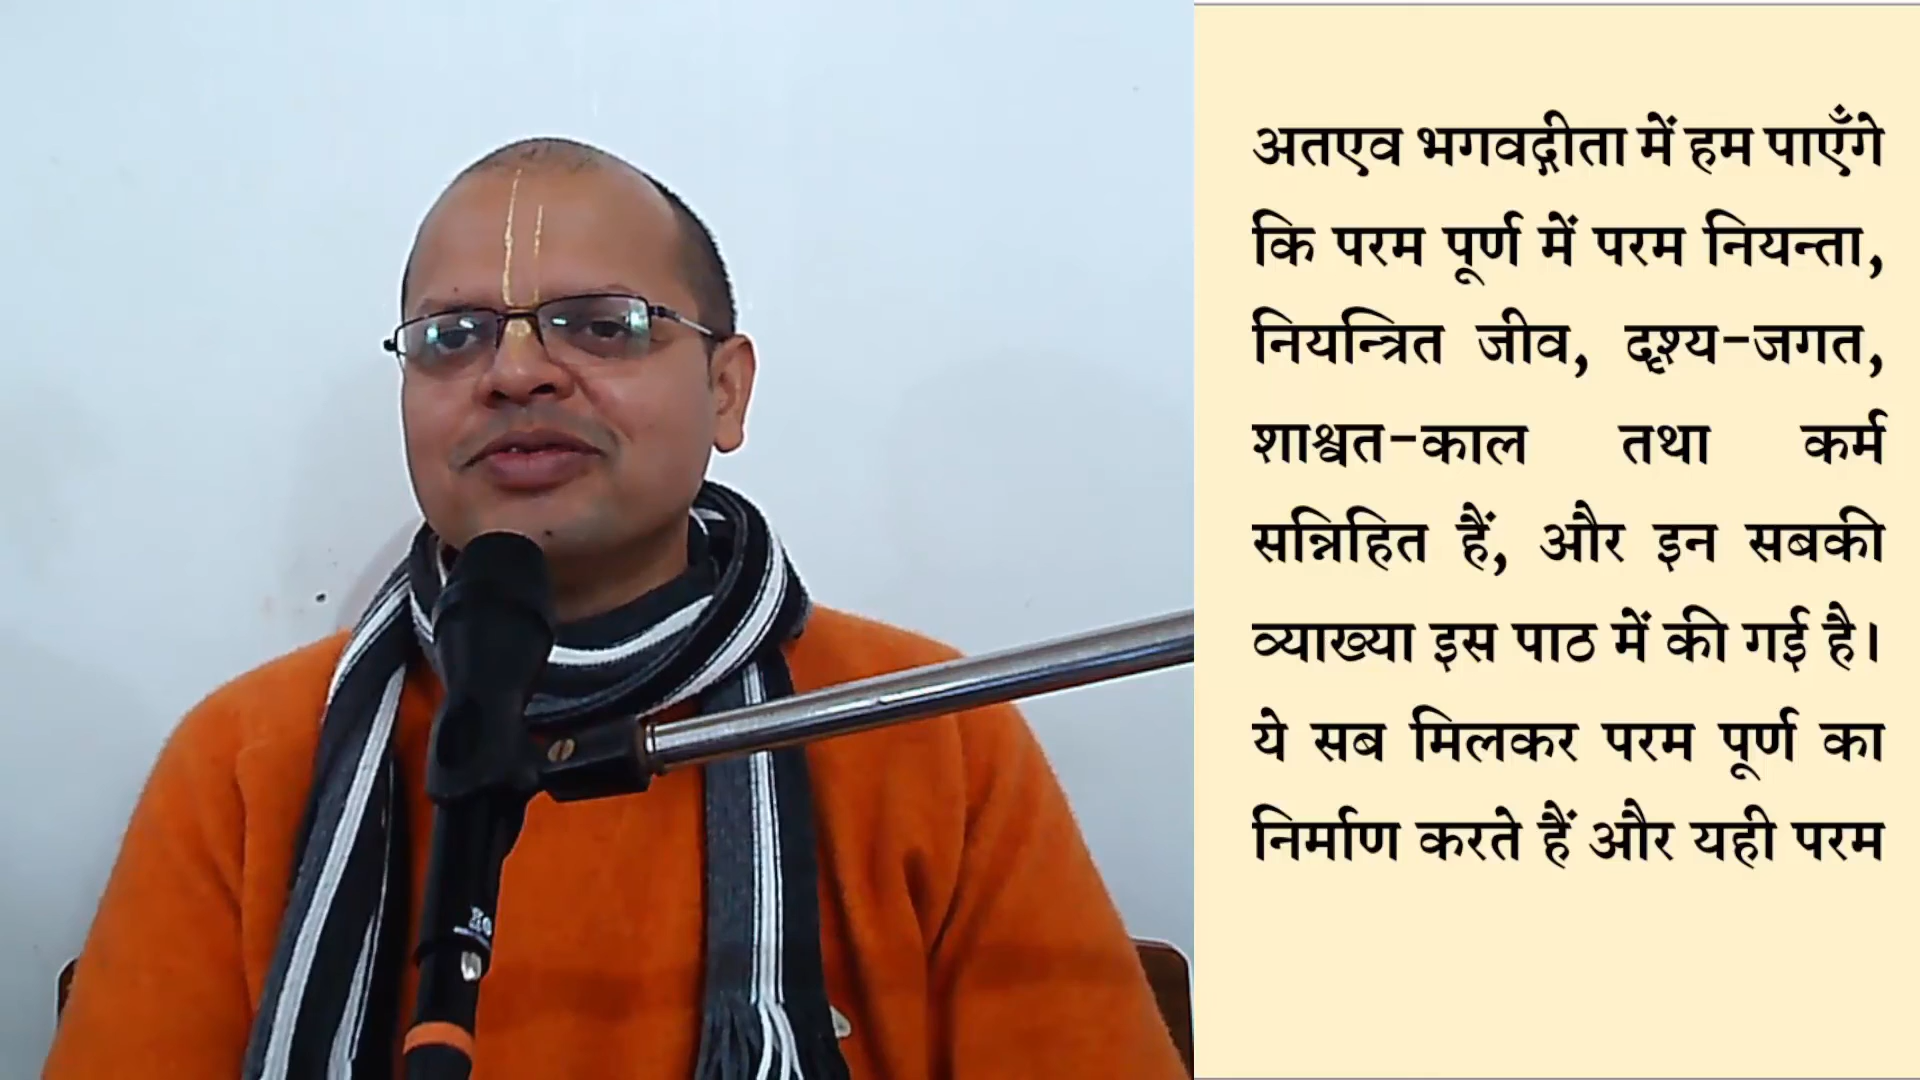 अतएव भगवद्गीता में हम पाएँगे
कि परम पूर्ण में परम नियन्ता,
नियन्त्रित जीव, दृश्य-जगत,
शाश्वत-काल तथा कर्म
सन्निहित हैं, और इन सबकी
व्याख्या इस पाठ में की गई है।
ये सब मिलकर परम पूर्ण का
निर्माण करते हैं और यही परम